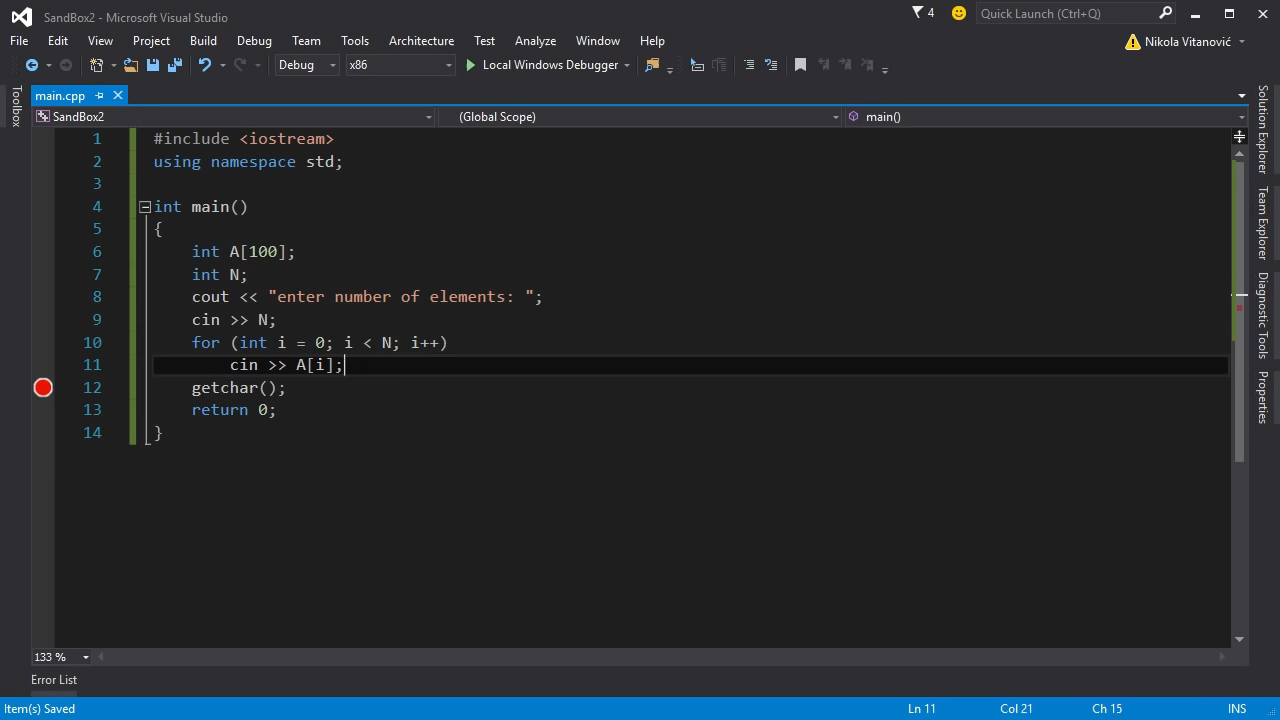 SandBox2 - Microsoft Visual Studio
4
Quick Launch (Ctrl+Q)
File Edit View Project Build Debug Team Tools Architecture Test Analyze Window Help
Nikola Vitanović
Debug x86 Local Windows Debugger
Toolbox
main.cpp
SandBox2 (Global Scope) main()
1 #include <iostream>
2 using namespace std;
3
4 int main()
5 {
6 int A[100];
7 int N;
8 cout << "enter number of elements: ";
9 cin >> N;
10 for (int i = 0; i < N; i++)
11 cin >> A[i];
12 getchar();
13 return 0;
14 }
Solution Explorer
Team Explorer
Diagnostic Tools
Properties
133 %
Error List
Item(s) Saved Ln 11 Col 21 Ch 15 INS